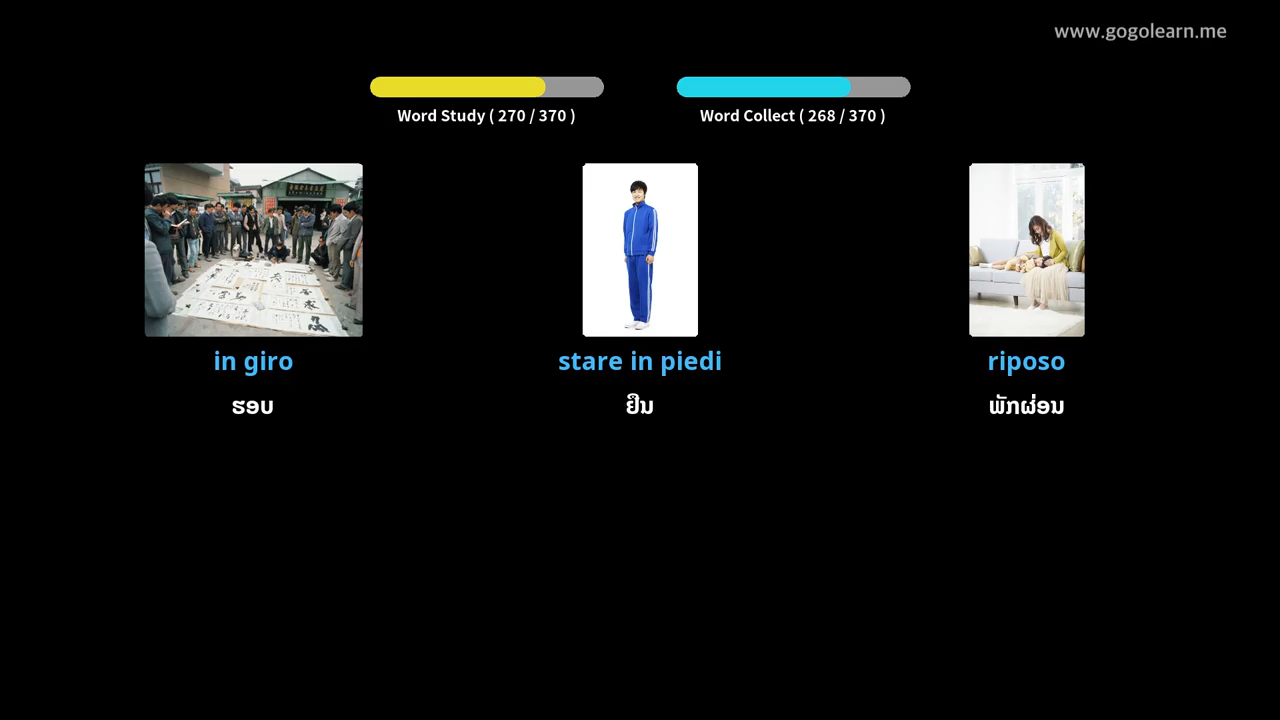 www.gogolearn.me
Word Study ( 270 / 370 )
Word Collect ( 268 / 370 )
in giro
stare in piedi
riposo
ຮອບ
ຢືນ
ພັກຜ່ອນ